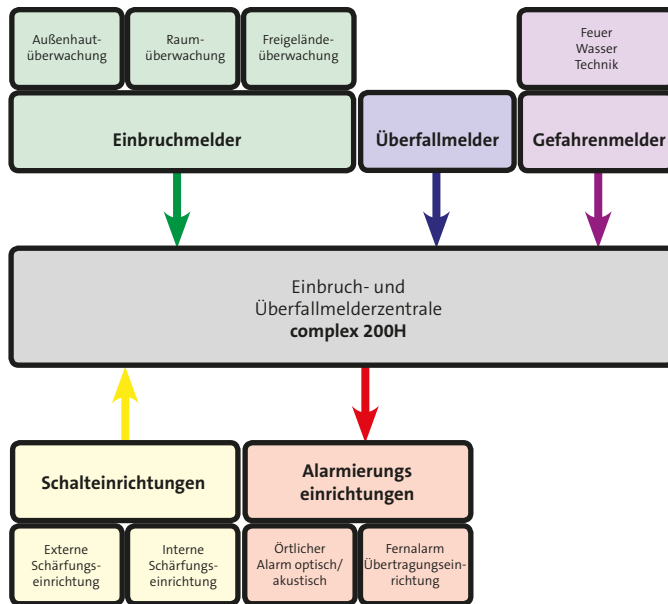 Außenhaut-
überwachung
Raum-
überwachung
Freigelände-
überwachung
Feuer
Wasser
Technik
Einbruchmelder
Überfallmelder
Gefahrenmelder
Einbruch- und
Überfallmelderzentrale
complex 200H
Schalteinrichtungen
Alarmierungs
einrichtungen
Externe
Schärfungs-
einrichtung
Interne
Schärfungs-
einrichtung
Örtlicher
Alarm optisch/
akustisch
Fernalarm
Übertragungsein-
richtung